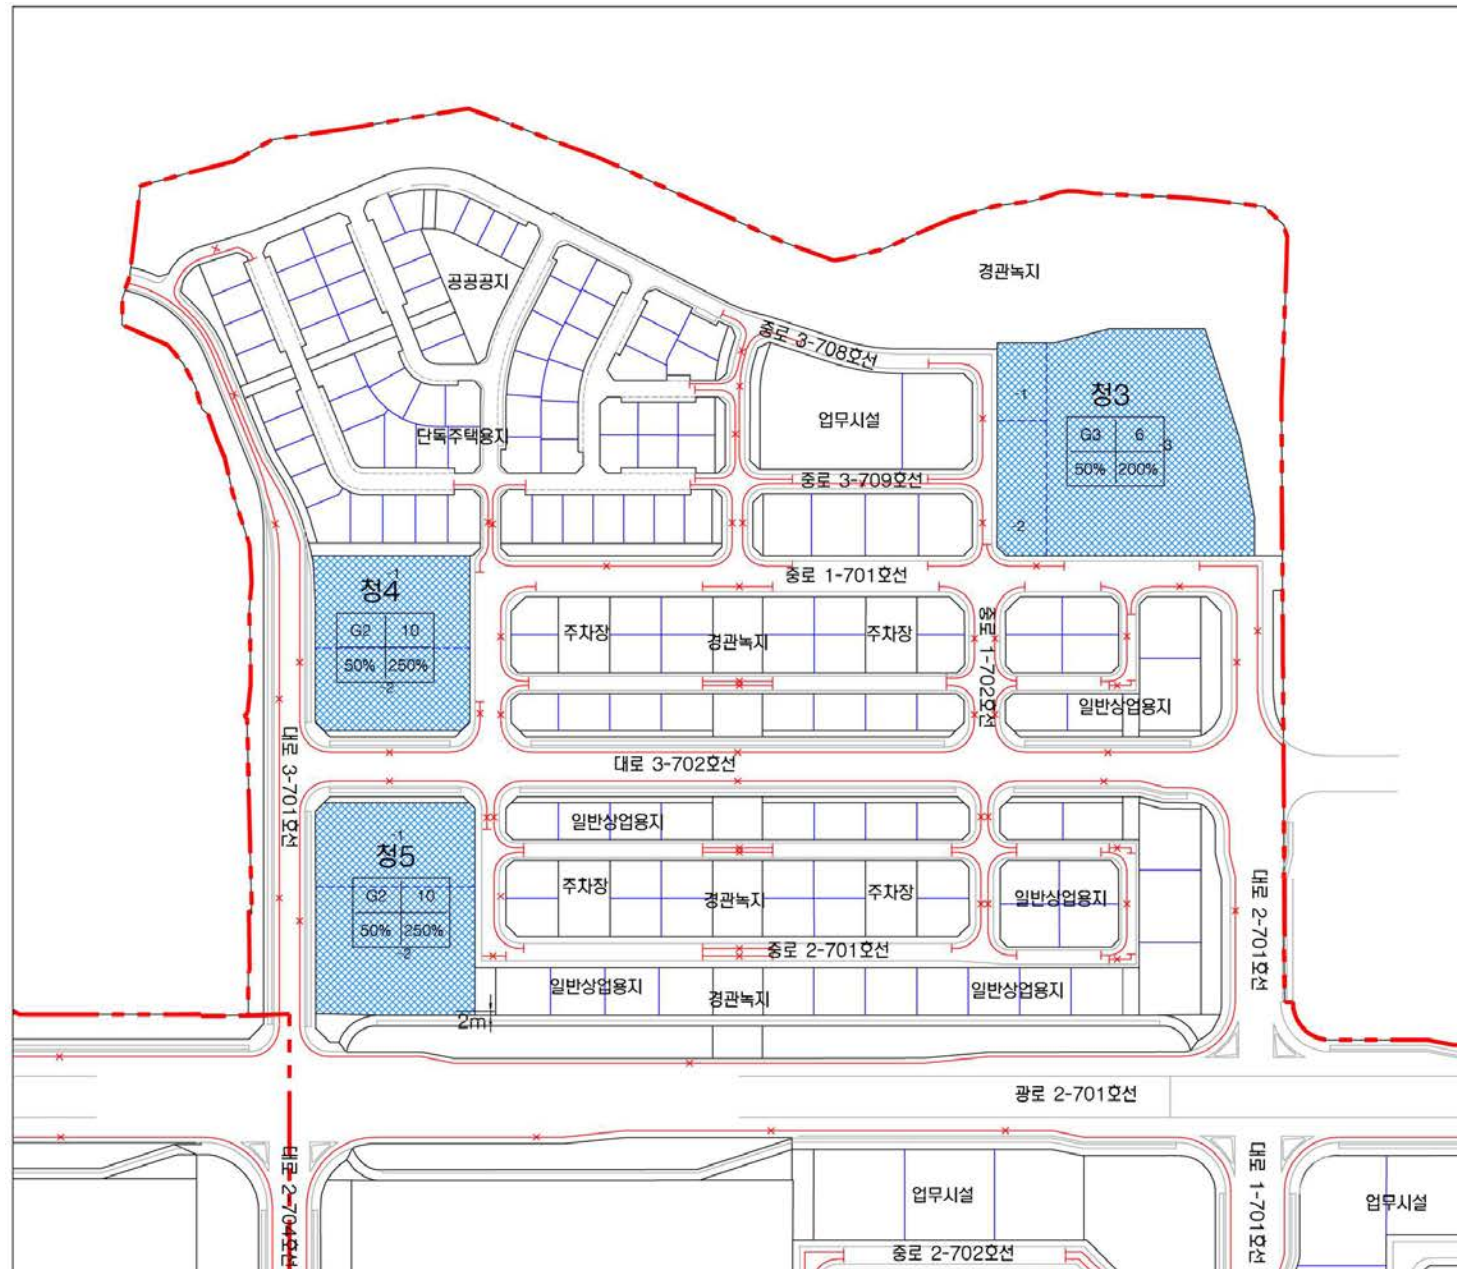 경관녹지
공공공지
중로 3-708호선
청3
-1
업무시설
G3 6
-3
단독주택용지
50% 200%
중로 3-709호선
-2
중로 1-701호선
-1
청4
G2 10
50% 250%
-2
주차장
경관녹지
주차장
중로 1-702호선
일반상업용지
대로 3-701호선
대로 3-702호선
일반상업용지
-1
청5
G2 10
50% 250%
-2
주차장
경관녹지
주차장
일반상업용지
대로 2-701호선
중로 2-701호선
일반상업용지
경관녹지
일반상업용지
2m
광로 2-701호선
대로 2-704호선
업무시설
대로 1-701호선
업무시설
중로 2-702호선